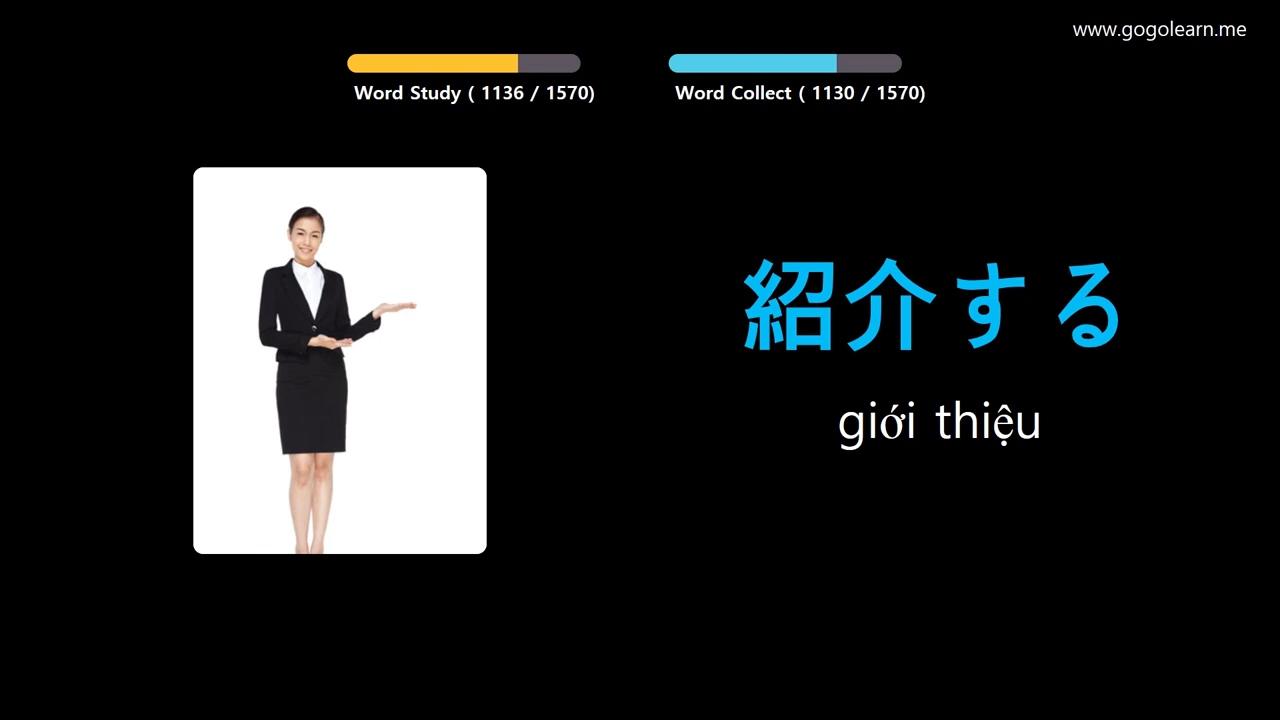 www.gogolearn.me
Word Study ( 1136 / 1570)
Word Collect ( 1130 / 1570)
紹介する
giới thiệu